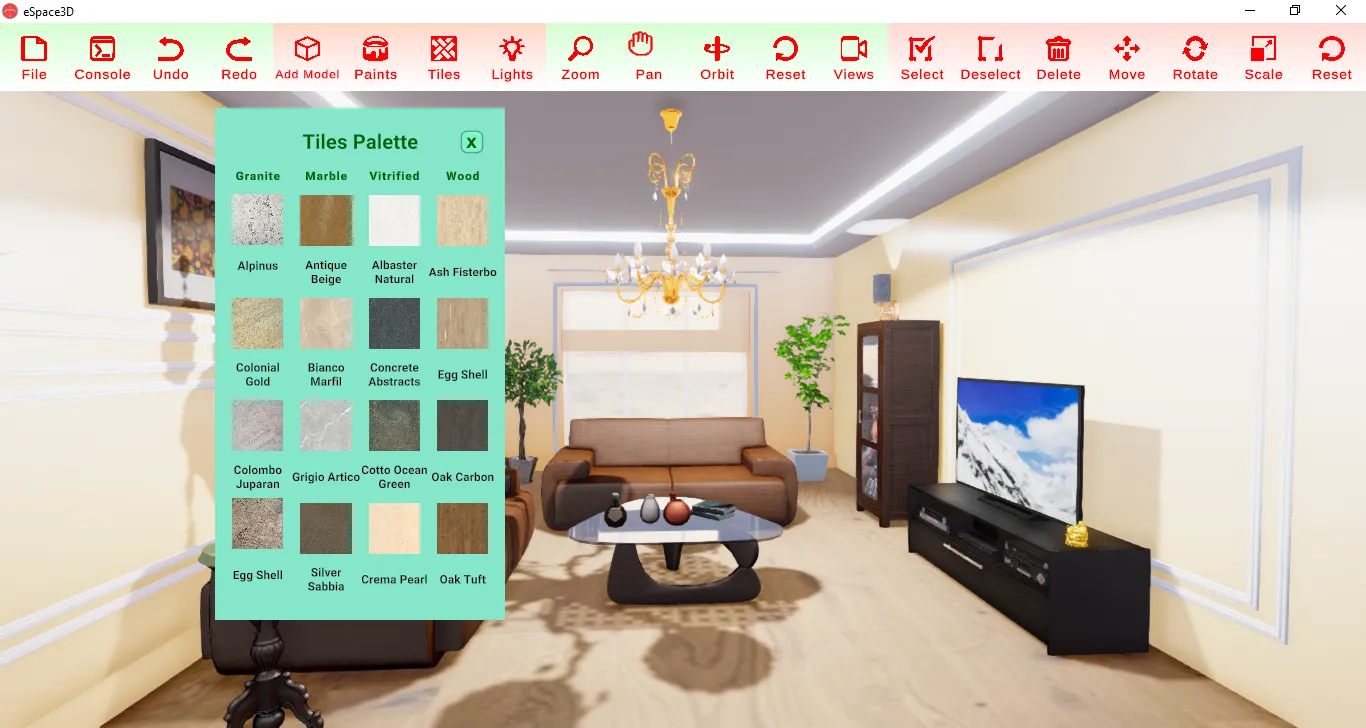 eSpace3D
File Console Undo Redo Add Model Paints Tiles Lights Zoom Pan Orbit Reset Views Select Deselect Delete Move Rotate Scale Reset
Tiles Palette X
Granite Marble Vitrified Wood
Alpinus Antique Beige Albaster Natural Ash Fisterbo
Colonial Gold Bianco Marfil Concrete Abstracts Egg Shell
Colombo Juparan Grigio Artico Cotto Ocean Green Oak Carbon
Egg Shell Silver Sabbia Crema Pearl Oak Tuft